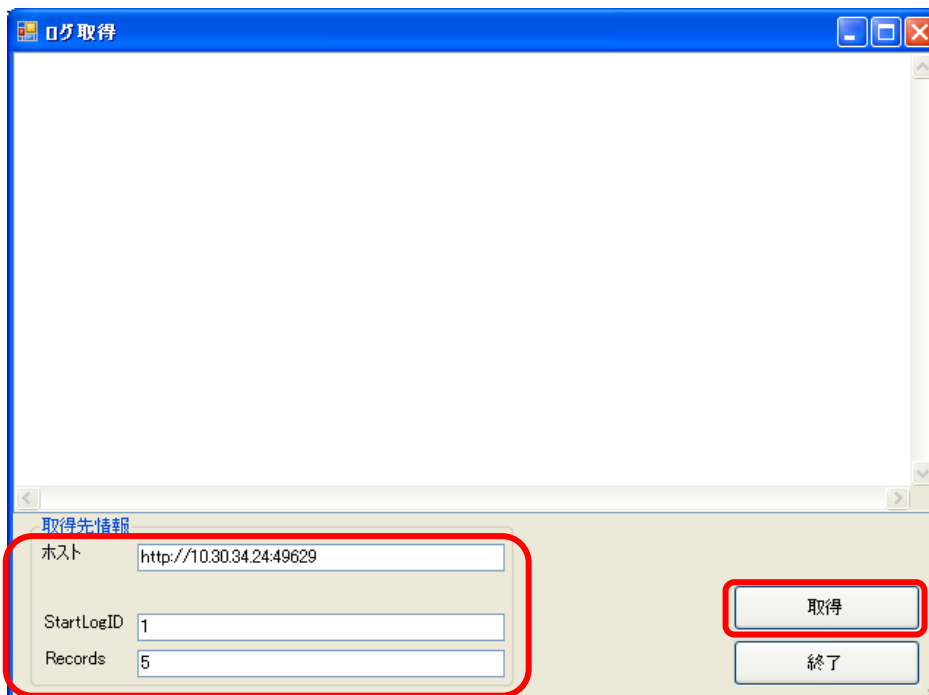 ログ取得
取得先情報
ホスト
http://10.30.34.24:49629
StartLogID
1
Records
5
取得
終了